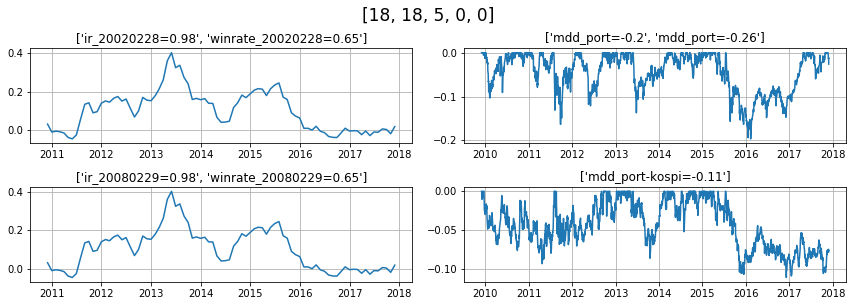 [18, 18, 5, 0, 0]
['ir_20020228=0.98', 'winrate_20020228=0.65']
0.4
0.2
0.0
2011 2012 2013 2014 2015 2016 2017 2018
['mdd_port=-0.2', 'mdd_port=-0.26']
0.0
−0.1
−0.2
2010 2011 2012 2013 2014 2015 2016 2017 2018
['ir_20080229=0.98', 'winrate_20080229=0.65']
0.4
0.2
0.0
2011 2012 2013 2014 2015 2016 2017 2018
['mdd_port-kospi=-0.11']
0.00
−0.05
−0.10
2010 2011 2012 2013 2014 2015 2016 2017 2018